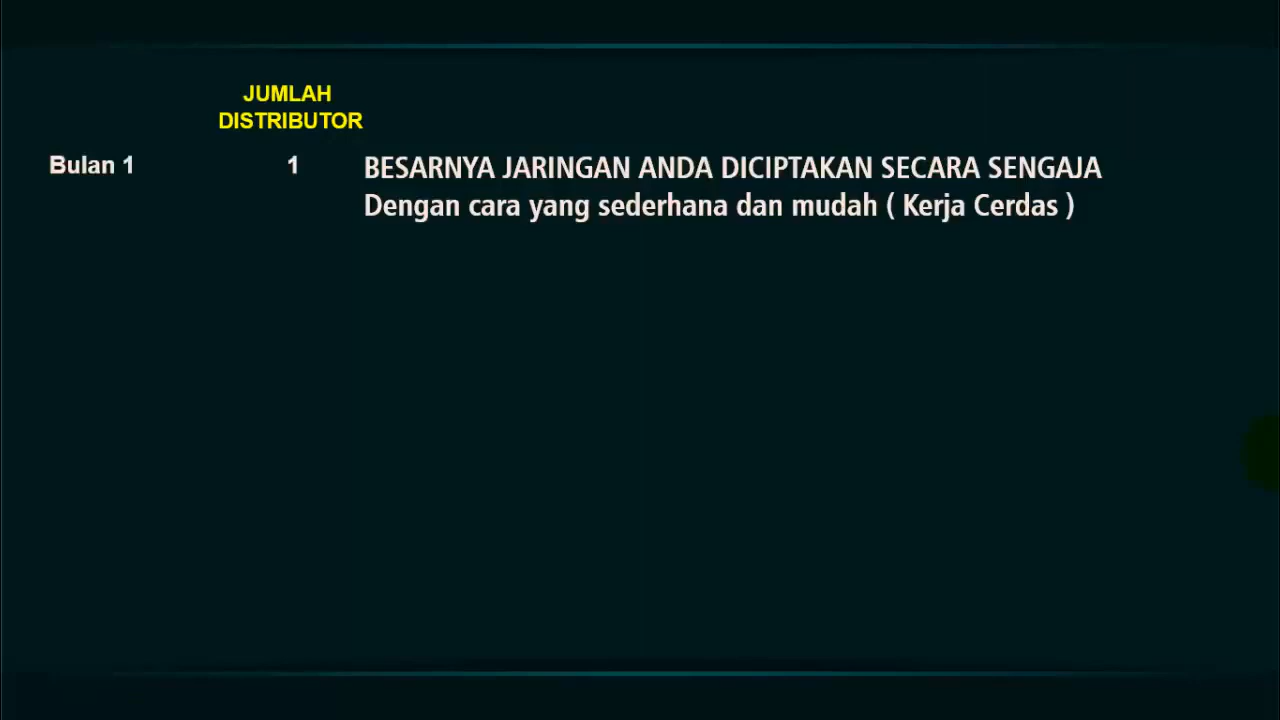 JUMLAH
DISTRIBUTOR
Bulan 1 1 BESARNYA JARINGAN ANDA DICIPTAKAN SECARA SENGAJA
Dengan cara yang sederhana dan mudah ( Kerja Cerdas )